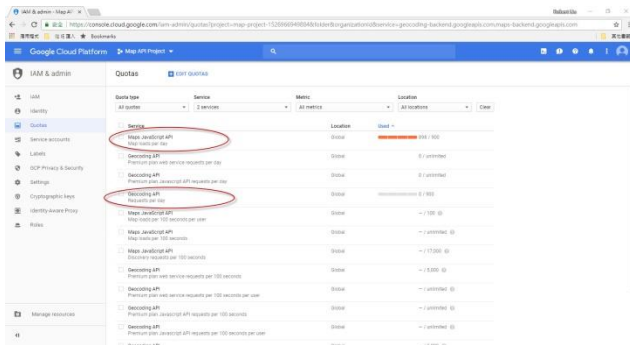 IAM & admin - Map API
https://console.cloud.google.com/iam-admin/quotas?project=map-project-
Bookmarks
Google Cloud Platform
Map API Project
IAM & admin
Quotas
EDIT QUOTAS
IAM
Identity
Quotas
Service accounts
Labels
GCP Privacy & Security
Settings
Cryptographic keys
Identity-Aware Proxy
Roles
Manage resources
Quota type
Service
Metric
Location
All quotas
2 services
All metrics
All locations
Clear
Service
Location
Used
Maps JavaScript API
Map loads per day
Global
/ 900
Geocoding API
Premium plan web service requests per day
Global
0 / unlimited
Geocoding API
Premium plan Javascript API requests per day
Global
0 / unlimited
Geocoding API
Requests per day
Global
0 / 900
Maps JavaScript API
Map loads per 100 seconds per user
Global
— / 100
Maps JavaScript API
Map loads per 100 seconds
Global
— / unlimited
Maps JavaScript API
Discovery requests per 100 seconds
Global
— / 17,000
Geocoding API
Premium plan web service requests per 100 seconds
Global
— / 5,000
Geocoding API
Premium plan web service requests per 100 seconds per user
Global
— / unlimited
Geocoding API
Premium plan Javascript API requests per 100 seconds
Global
— / unlimited
Geocoding API
Premium plan Javascript API requests per 100 seconds per user
Global
— / unlimited